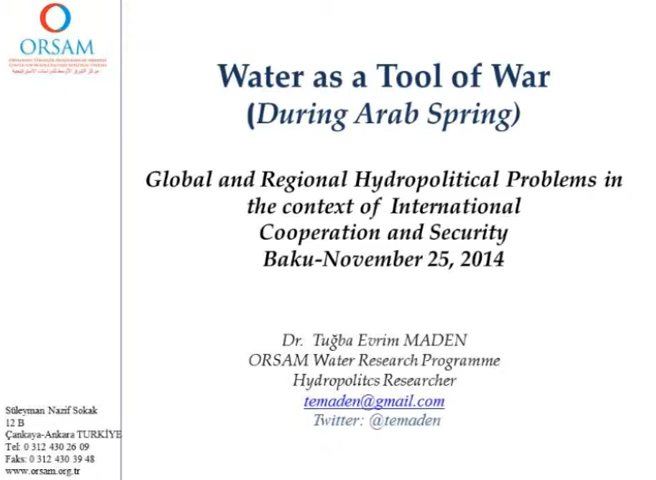 ORSAM
Water as a Tool of War
(During Arab Spring)
Global and Regional Hydropolitical Problems in
the context of International
Cooperation and Security
Baku-November 25, 2014
Dr. Tuğba Evrim MADEN
ORSAM Water Research Programme
Hydropolitcs Researcher
temaden@gmail.com
Twitter: @temaden
Süleyman Nazif Sokak
12 B
Çankaya-Ankara TURKİYE
Tel: 0 312 430 26 09
Faks: 0 312 430 39 48
www.orsam.org.tr